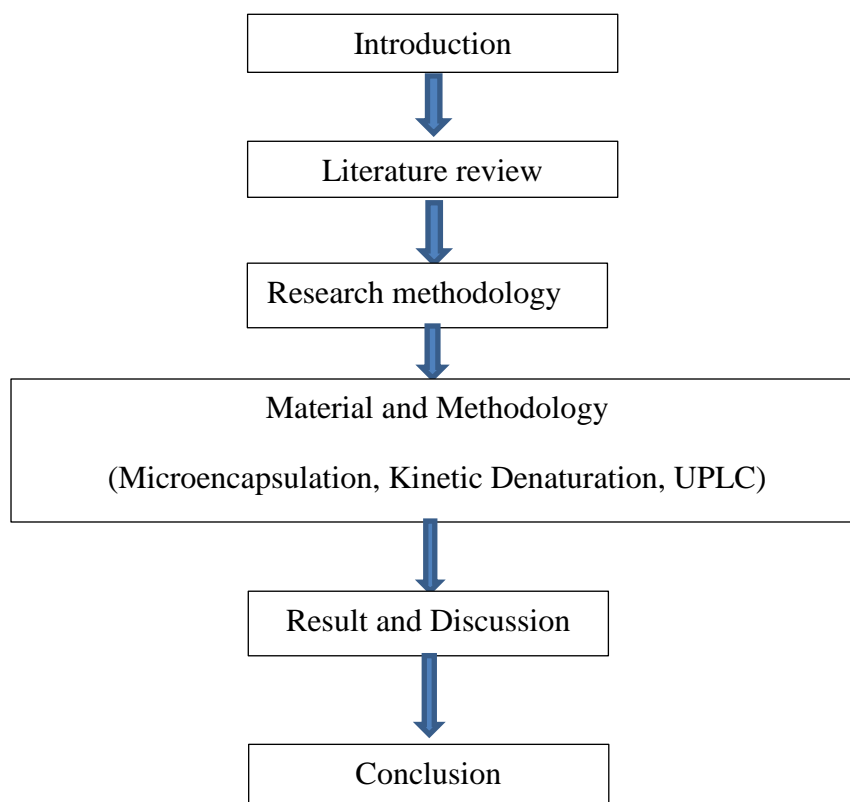 Introduction
Literature review
Research methodology
Material and Methodology
(Microencapsulation, Kinetic Denaturation, UPLC)
Result and Discussion
Conclusion